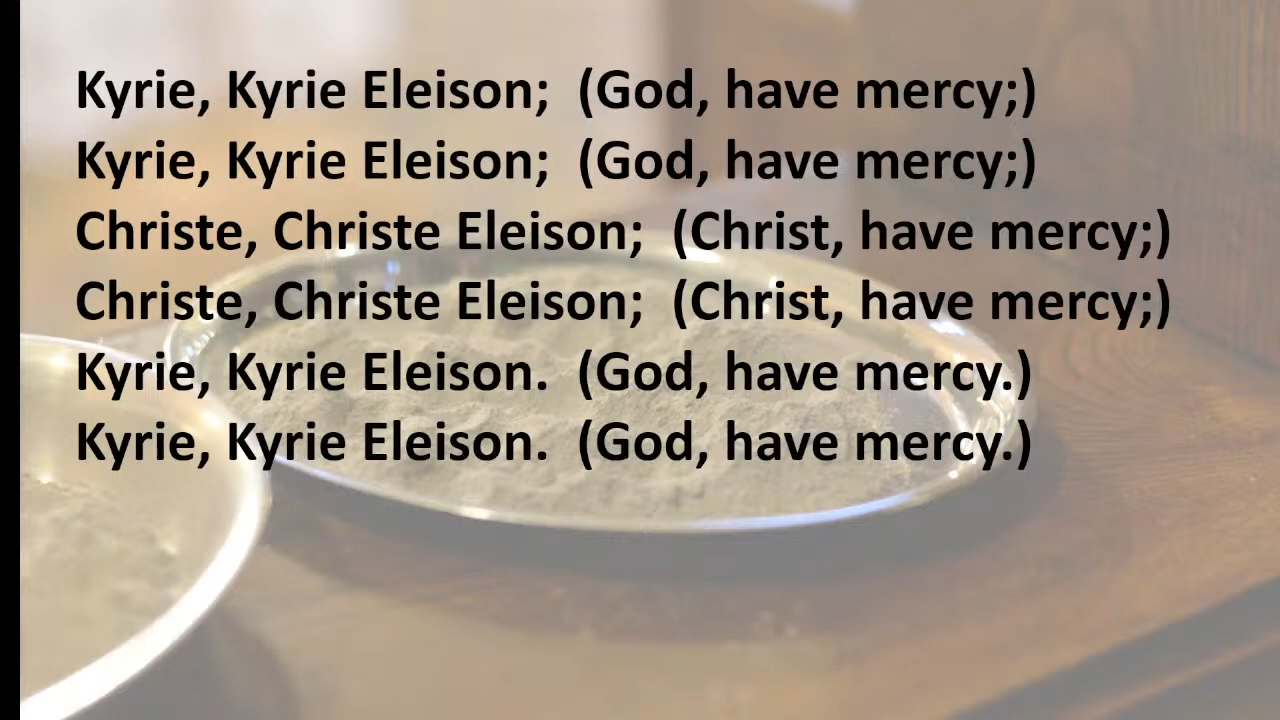 Kyrie, Kyrie Eleison;  (God, have mercy;)
Kyrie, Kyrie Eleison;  (God, have mercy;)
Christe, Christe Eleison;  (Christ, have mercy;)
Christe, Christe Eleison;  (Christ, have mercy;)
Kyrie, Kyrie Eleison.  (God, have mercy.)
Kyrie, Kyrie Eleison.  (God, have mercy.)